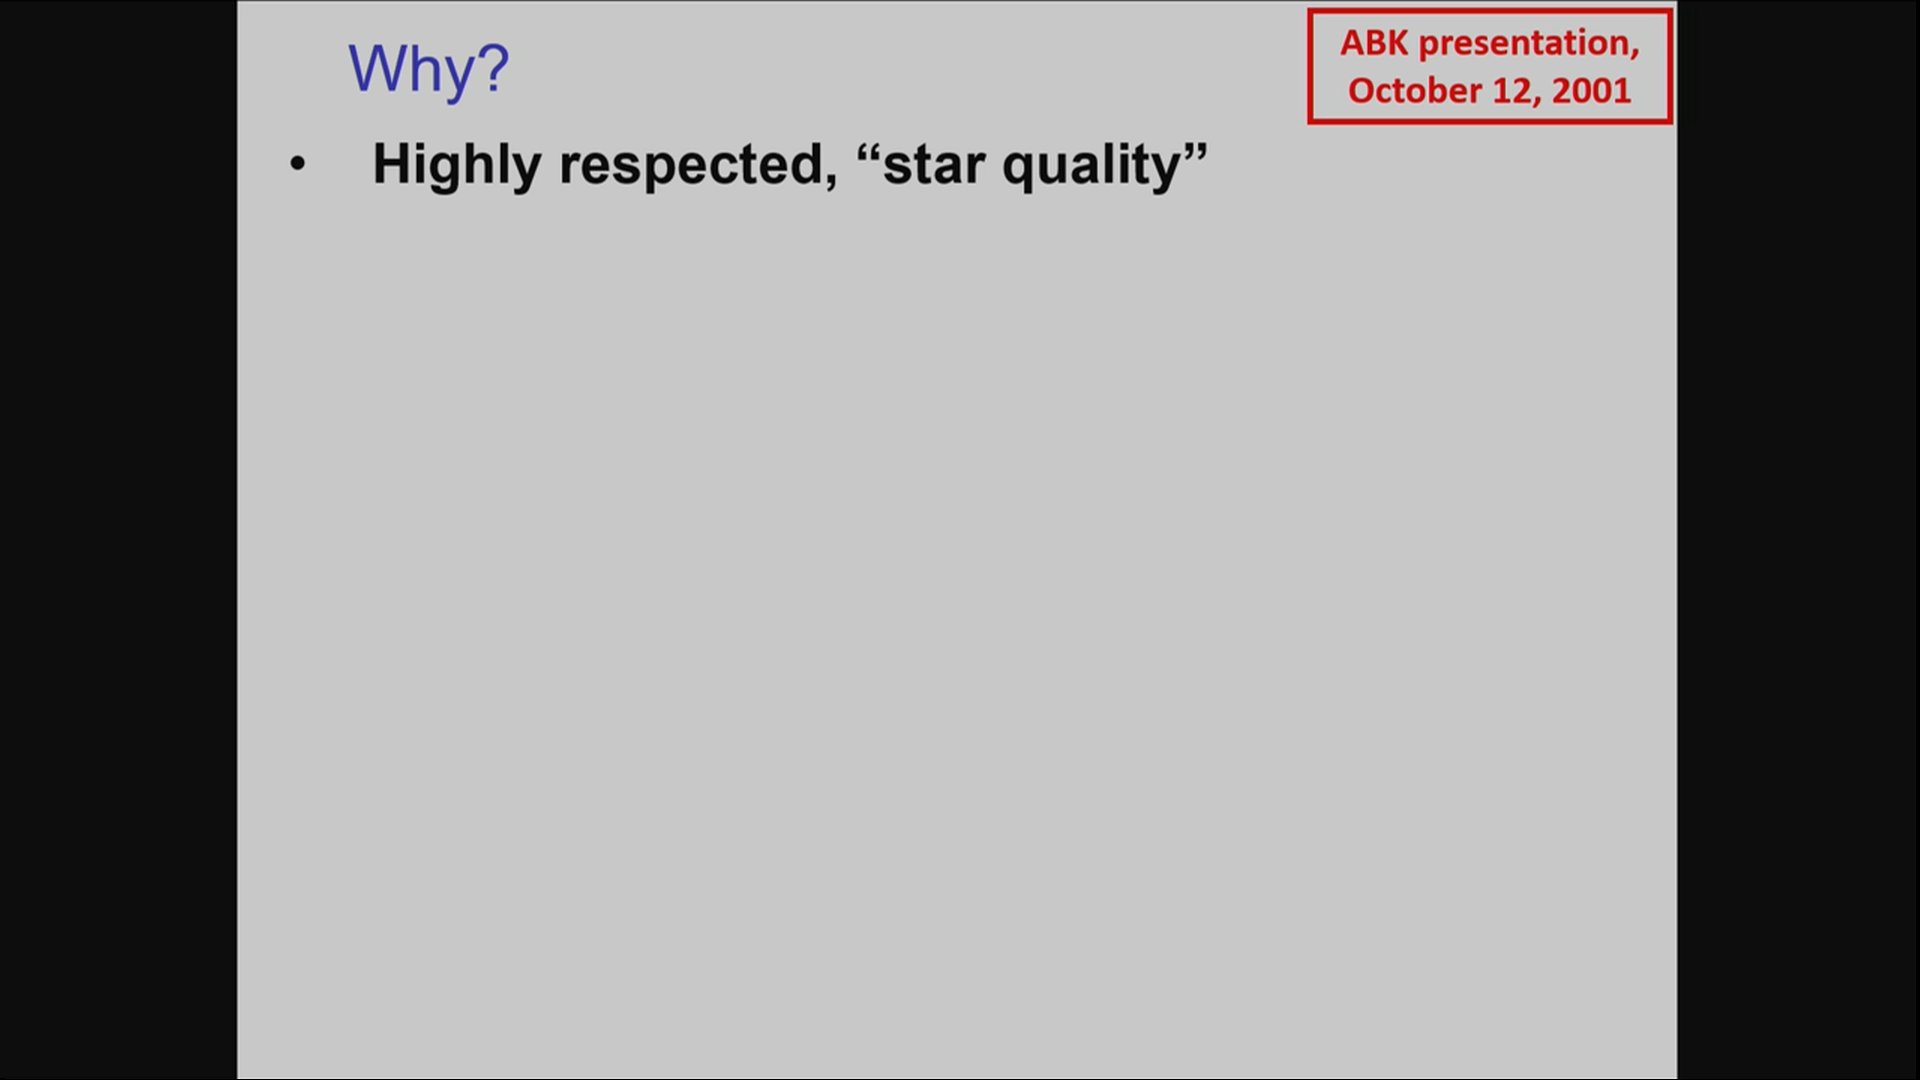 Why?
ABK presentation,
October 12, 2001
• Highly respected, “star quality”